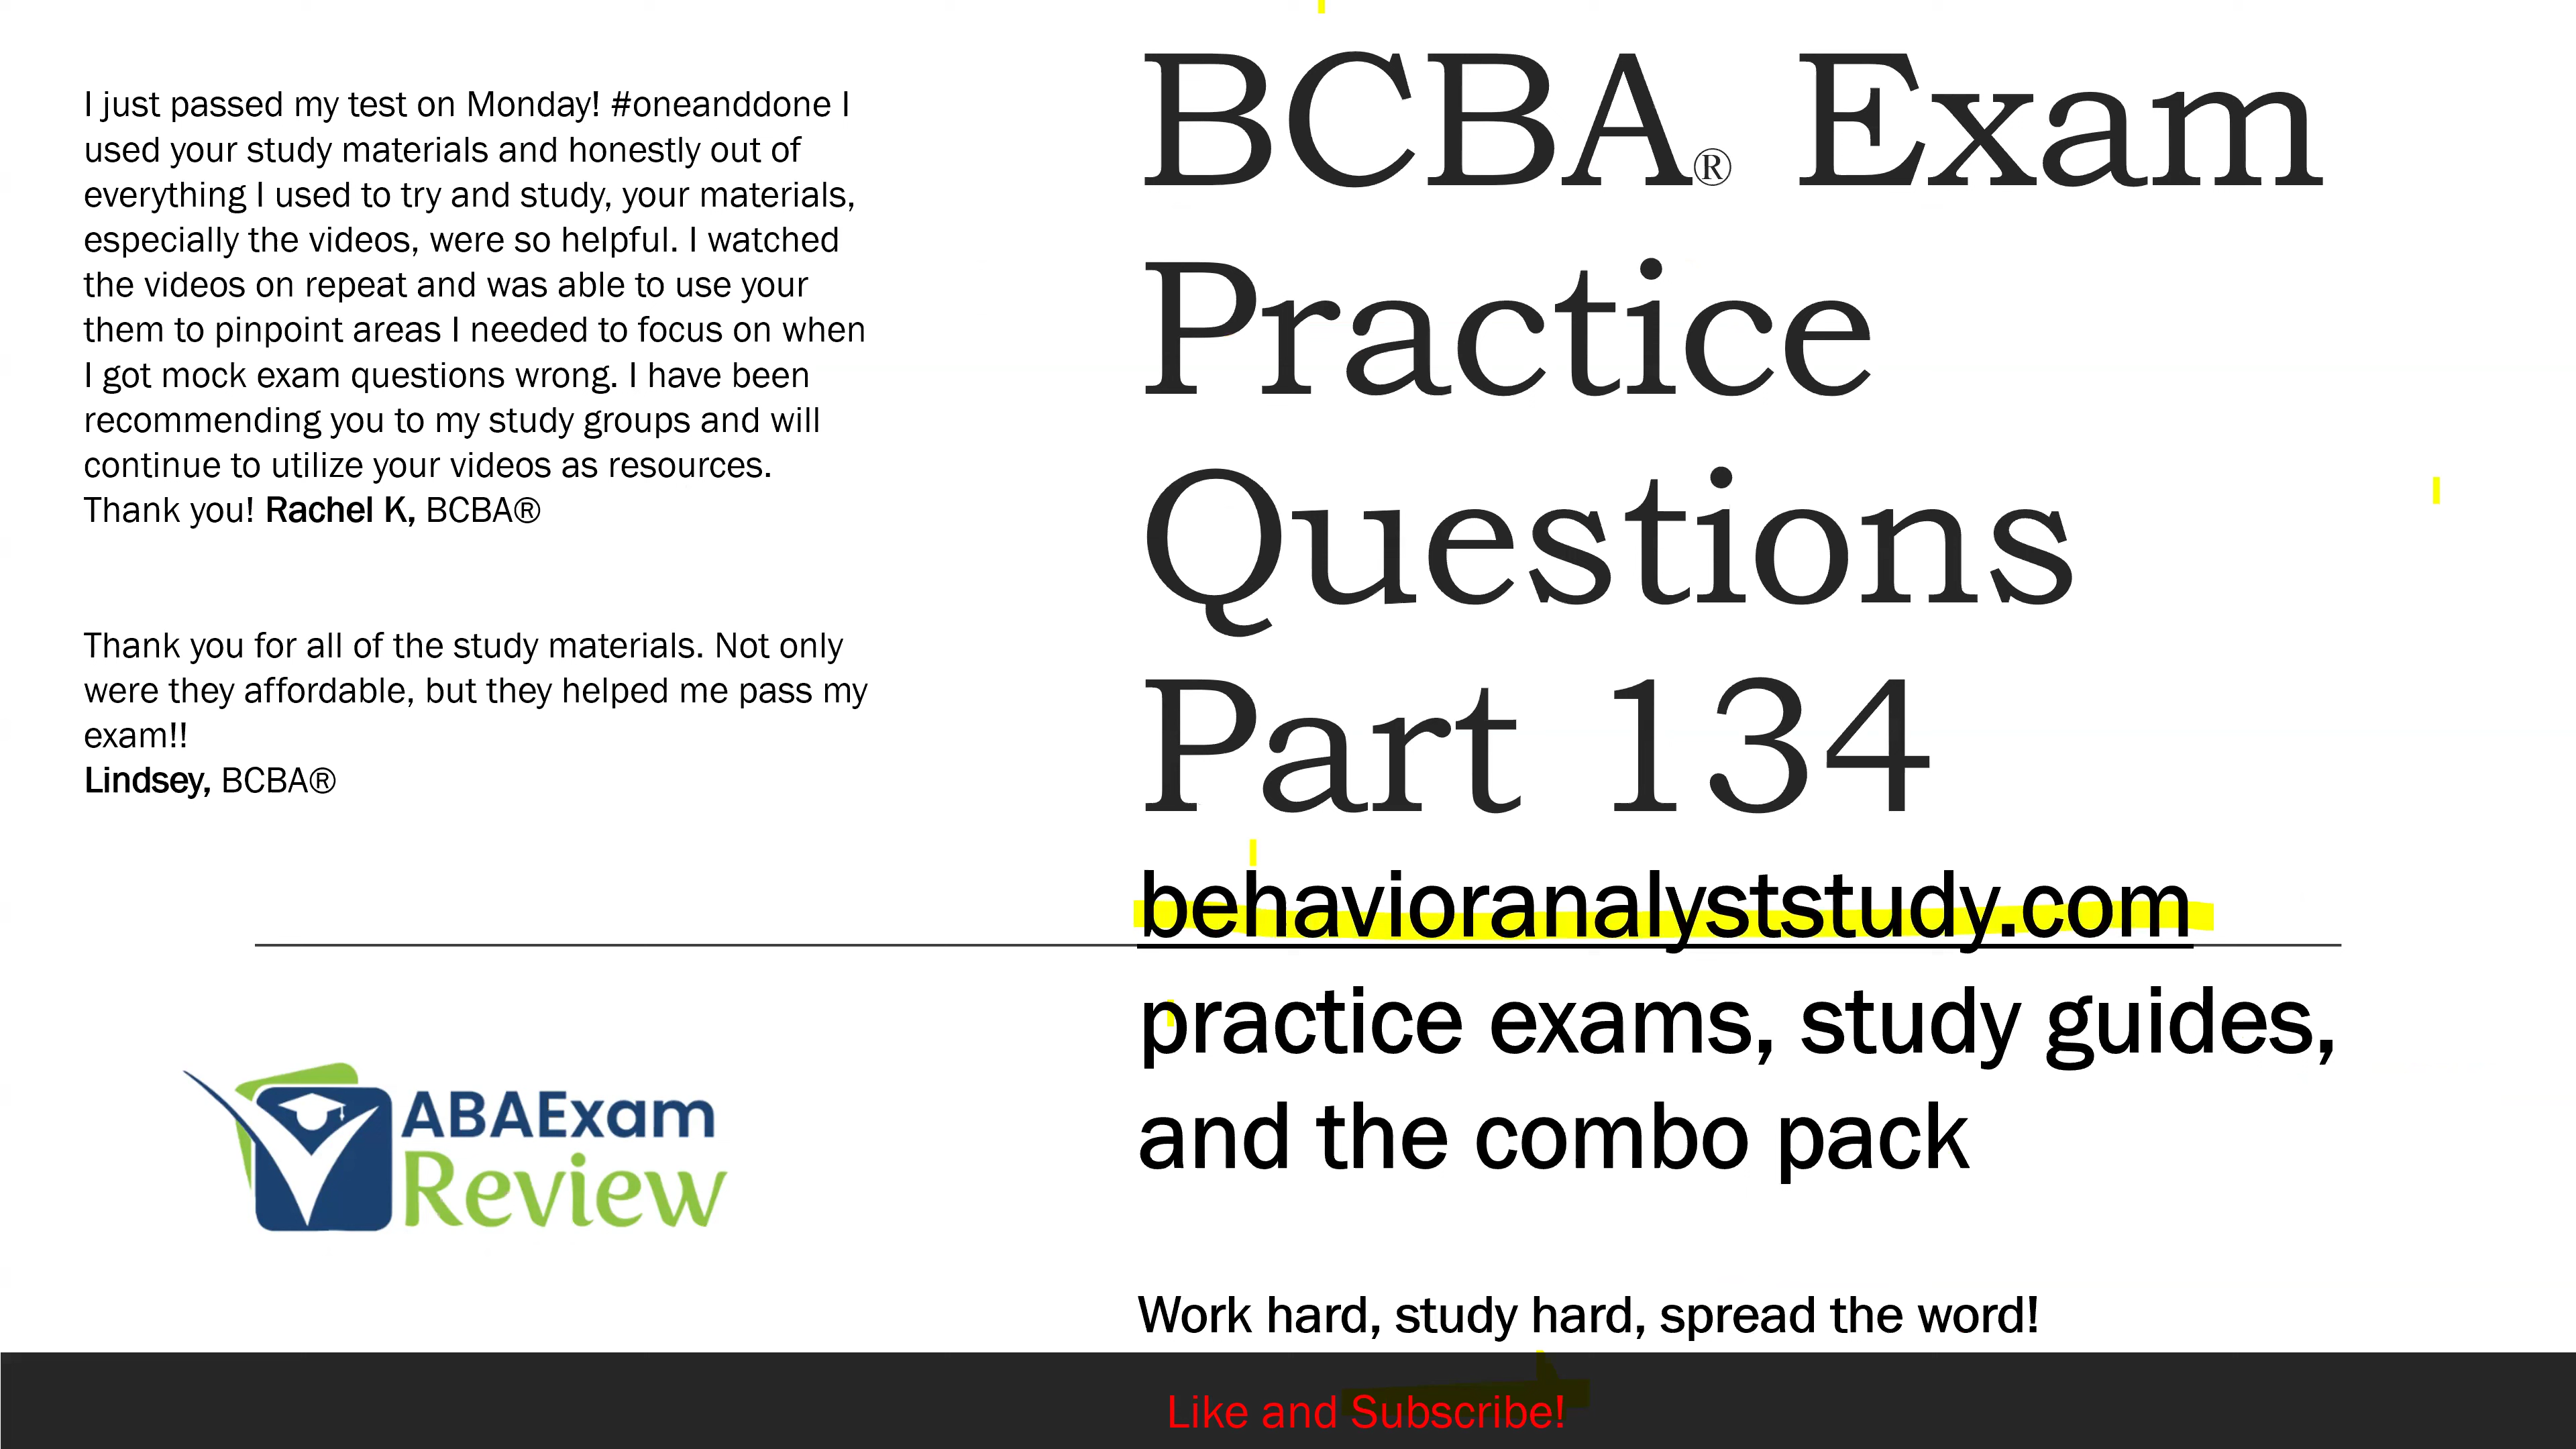 I just passed my test on Monday! #oneanddone I
used your study materials and honestly out of
everything I used to try and study, your materials,
especially the videos, were so helpful. I watched
the videos on repeat and was able to use your
them to pinpoint areas I needed to focus on when
I got mock exam questions wrong. I have been
recommending you to my study groups and will
continue to utilize your videos as resources.
Thank you! Rachel K, BCBA®
Thank you for all of the study materials. Not only
were they affordable, but they helped me pass my
exam!!
Lindsey, BCBA®
ABAExam
Review
BCBA® Exam
Practice
Questions
Part 134
behavioranalyststudy.com
practice exams, study guides,
and the combo pack
Work hard, study hard, spread the word!
Like and Subscribe!